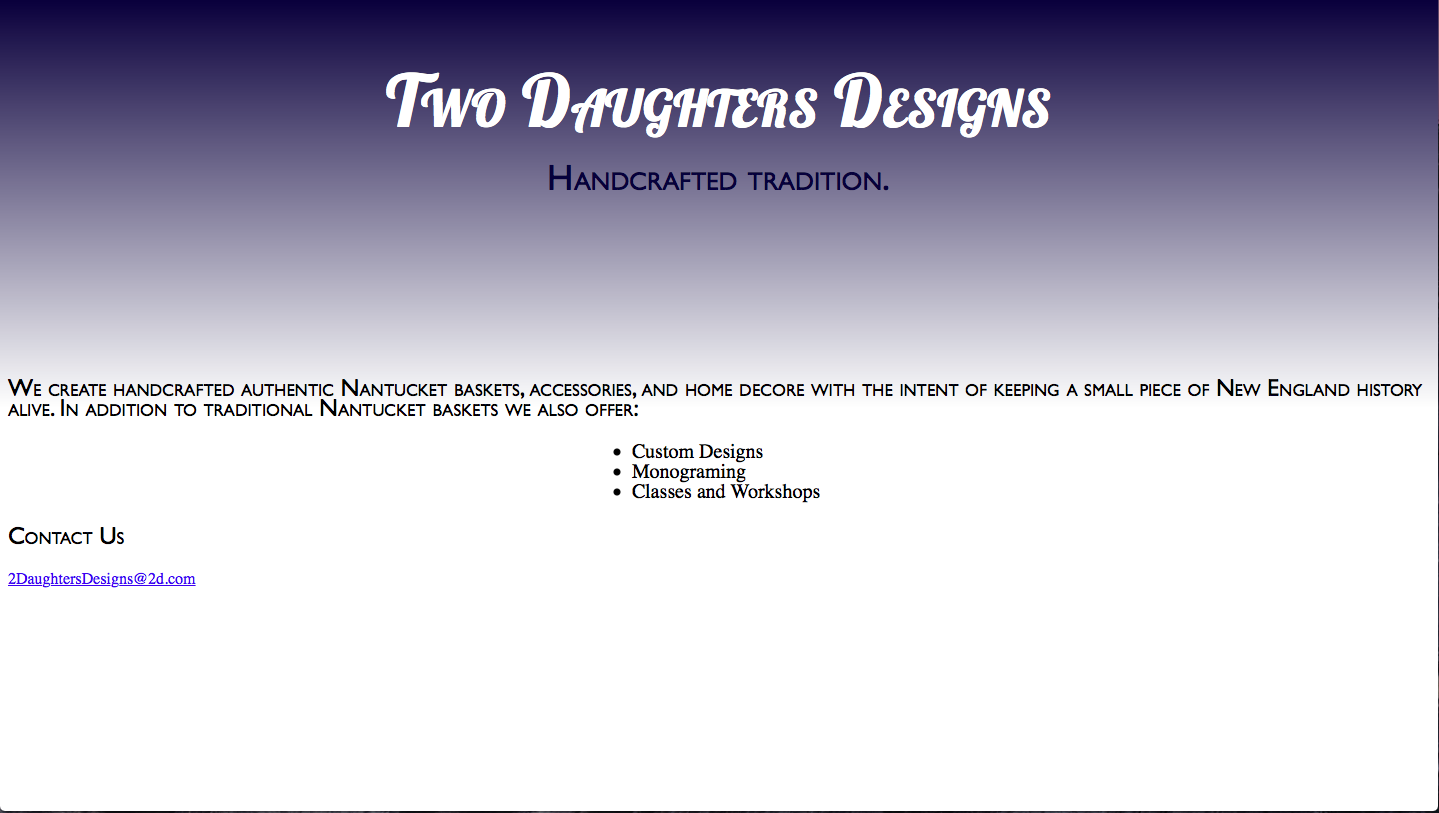 Two Daughters Designs
Handcrafted tradition.
We create handcrafted authentic Nantucket baskets, accessories, and home decore with the intent of keeping a small piece of New England history
alive. In addition to traditional Nantucket baskets we also offer:
• Custom Designs
• Monograming
• Classes and Workshops
Contact Us
2DaughtersDesigns@2d.com